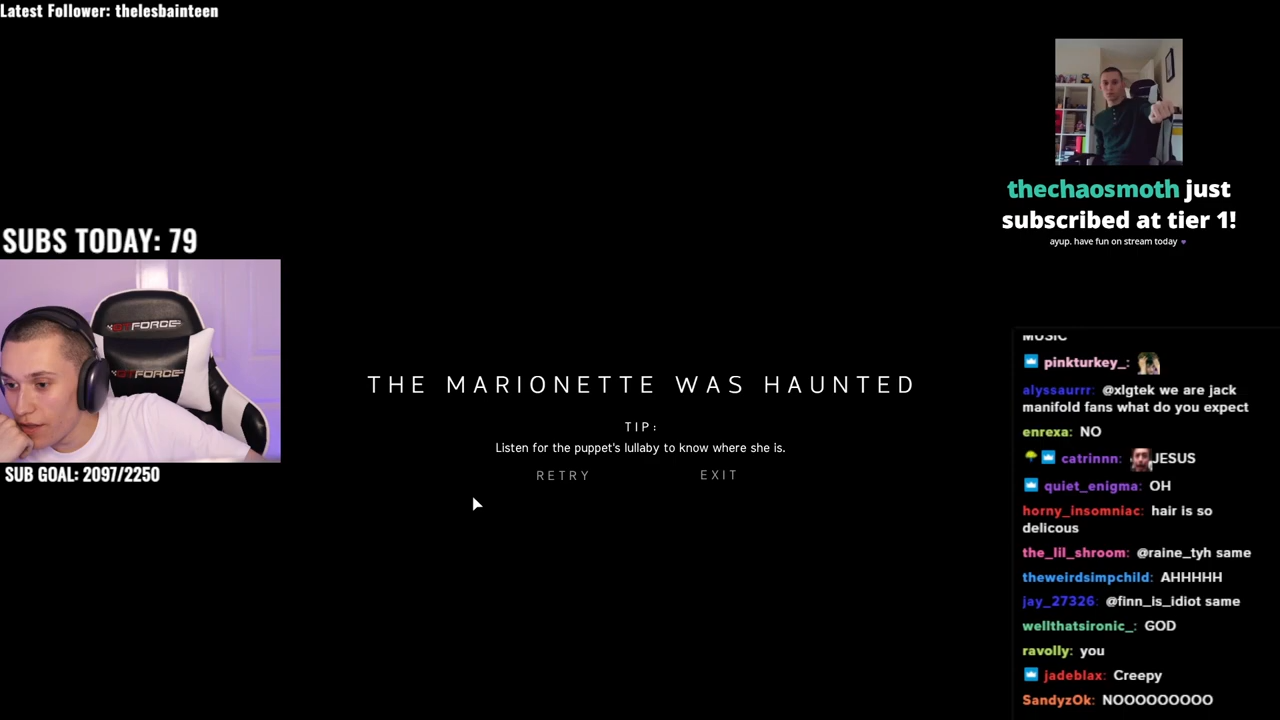 Latest Follower: thelesbainteen
thechaosmoth just
subscribed at tier 1!
ayup. have fun on stream today
SUBS TODAY: 79
GTFORCE
GTFORCE
SUB GOAL: 2097/2250
THE MARIONETTE WAS HAUNTED
TIP:
Listen for the puppet's lullaby to know where she is.
RETRY EXIT
MUSIC
pinkturkey_:
alyssaurrr: @xlgtek we are jack
manifold fans what do you expect
enrexa: NO
catrinnn: JESUS
quiet_enigma: OH
horny_insomniac: hair is so
delicous
the_lil_shroom: @raine_tyh same
theweirdsimpchild: AHHHHH
jay_27326: @finn_is_idiot same
wellthatsironic_: GOD
ravolly: you
jadeblax: Creepy
SandyzOk: NOOOOOOOOO